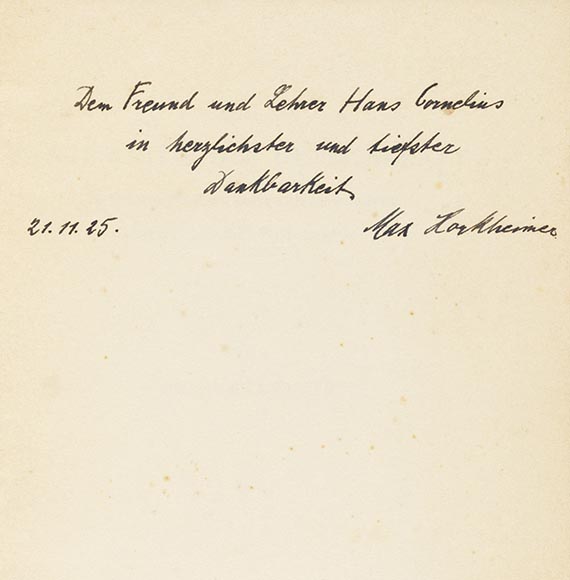 Dem Freund und Lehrer Hans Cornelius
in herzlichster und tiefster
Dankbarkeit
21.11.25. Max Horkheimer